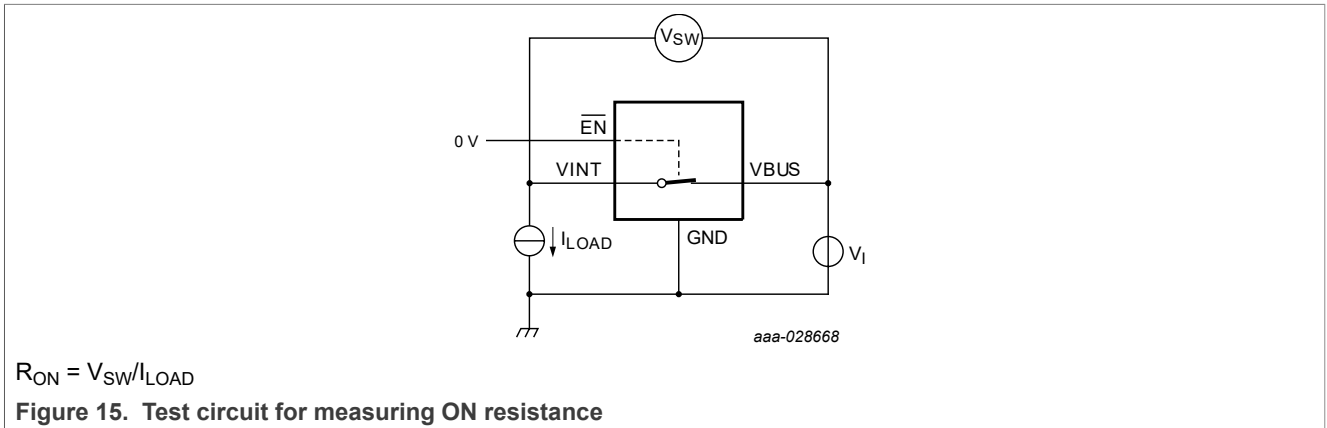 VSW
EN
0 V
VINT
VBUS
ILOAD
GND
VI
aaa-028668
RON = VSW/ILOAD
Figure 15. Test circuit for measuring ON resistance